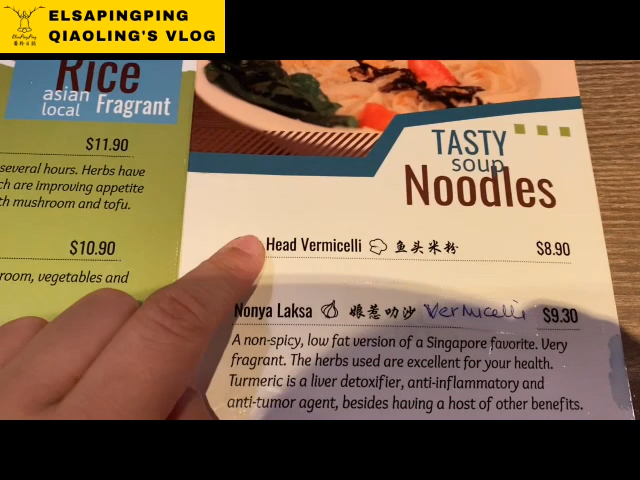 ELSAPINGPING
QIAOLING'S VLOG
Rice
asian
local Fragrant
$11.90
several hours. Herbs have
ch are improving appetite
th mushroom and tofu.
$10.90
room, vegetables and
TASTY
soup
Noodles
Head Vermicelli 鱼头米粉 $8.90
Nonya Laksa 娘惹叻沙 Vermicelli $9.30
A non-spicy, low fat version of a Singapore favorite. Very
fragrant. The herbs used are excellent for your health.
Turmeric is a liver detoxifier, anti-inflammatory and
anti-tumor agent, besides having a host of other benefits.